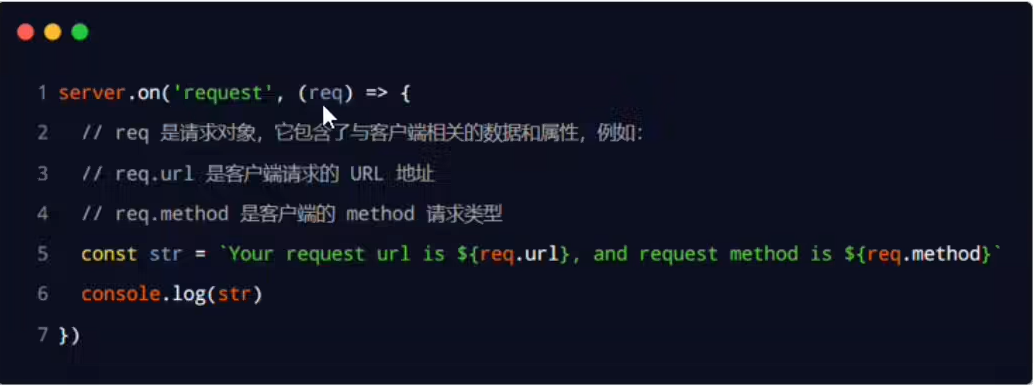 1 server.on('request', (req) => {
2 // req 是请求对象，它包含了与客户端相关的数据和属性，例如：
3 // req.url 是客户端请求的 URL 地址
4 // req.method 是客户端的 method 请求类型
5 const str = `Your request url is ${req.url}, and request method is ${req.method}`
6 console.log(str)
7 })